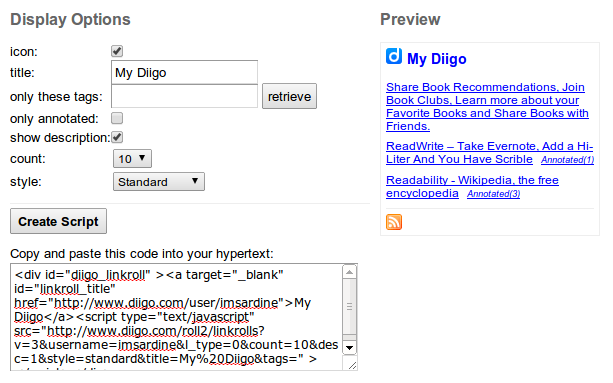 Display Options
icon:
title: My Diigo
only these tags: retrieve
only annotated:
show description:
count: 10
style: Standard
Create Script
Copy and paste this code into your hypertext:
<div id="diigo_linkroll" ><a target="_blank"
id="linkroll_title"
href="http://www.diigo.com/user/imsardine">My
Diigo</a><script type="text/javascript"
src="http://www.diigo.com/roll2/linkrolls?
v=3&username=imsardine&l_type=0&count=10&des
c=1&style=standard&title=My%20Diigo&tags=" >
Preview
My Diigo
Share Book Recommendations, Join
Book Clubs, Learn more about your
Favorite Books and Share Books with
Friends.
ReadWrite – Take Evernote, Add a Hi-
Liter And You Have Scrible Annotated(1)
Readability - Wikipedia, the free
encyclopedia Annotated(3)